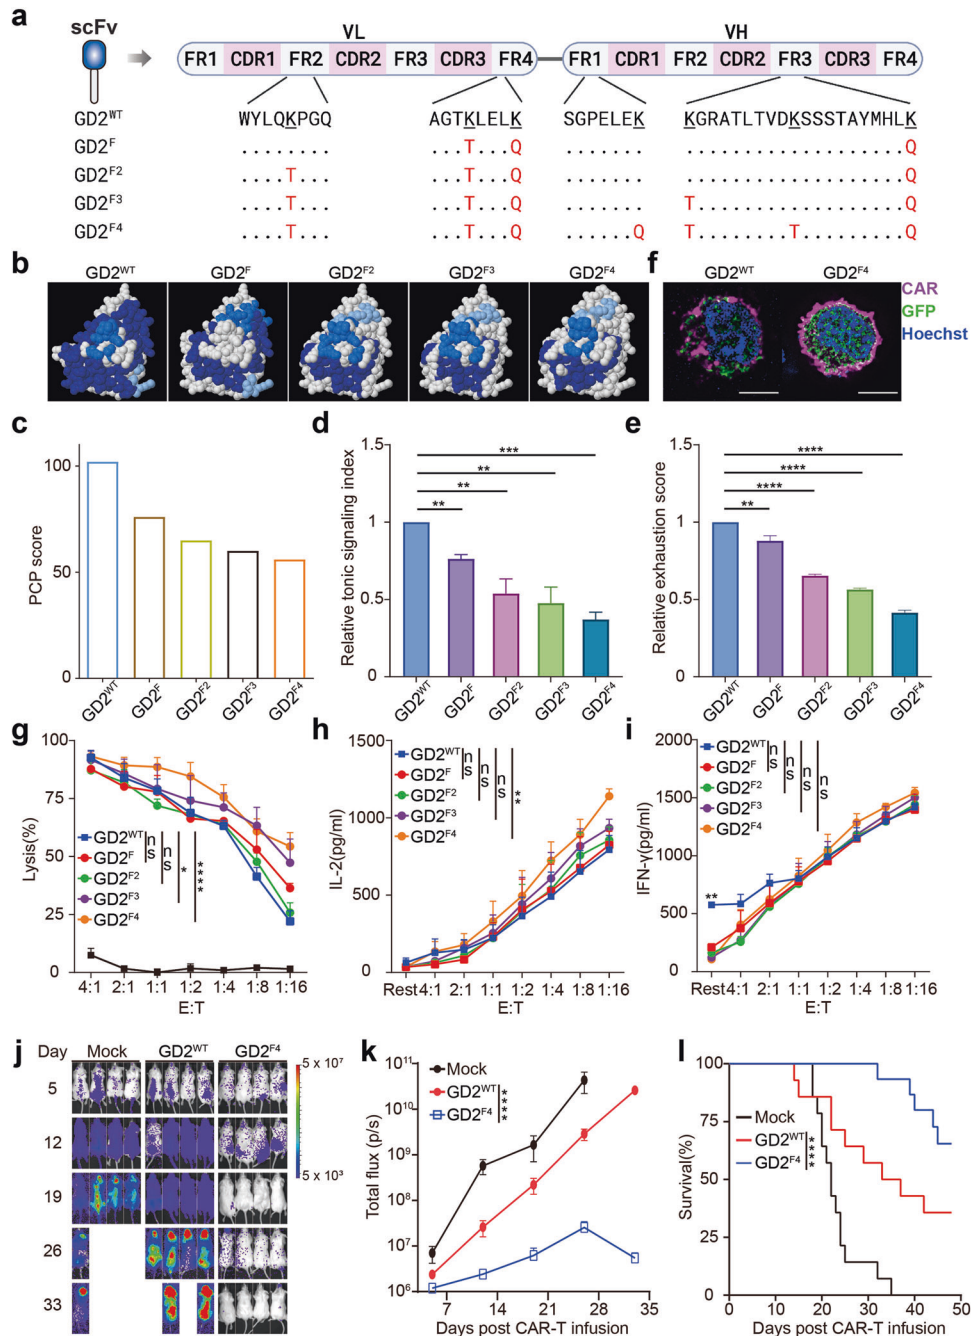 a
scFv
VL
VH
FR1 CDR1 FR2 CDR2 FR3 CDR3 FR4
FR1 CDR1 FR2 CDR2 FR3 CDR3 FR4
GD2WT WYLQKPGQ AGTKLELK SGPELEK KGRATLTVDKSSSTAYMHLK
GD2F ........ ...T...Q ....... ...................Q
GD2F2 ....T... ...T...Q ....... ...................Q
GD2F3 ....T... ...T...Q ....... T..................Q
GD2F4 ....T... ...T...Q ......Q T.........T........Q
b
GD2WT GD2F GD2F2 GD2F3 GD2F4
f
GD2WT GD2F4
CAR
GFP
Hoechst
c
PCP score
100
50
0
GD2WT GD2F GD2F2 GD2F3 GD2F4
d
Relative tonic signaling index
1.5
1
0.5
0
***
**
**
**
GD2WT GD2F GD2F2 GD2F3 GD2F4
e
Relative exhaustion score
1.5
1
0.5
0
****
****
****
**
GD2WT GD2F GD2F2 GD2F3 GD2F4
g
Lysis(%)
100
75
50
25
0
GD2WT
GD2F
GD2F2
GD2F3
GD2F4
ns
ns
*
****
4:1 2:1 1:1 1:2 1:4 1:8 1:16
E:T
h
IL-2(pg/ml)
1500
1000
500
0
GD2WT
GD2F
GD2F2
GD2F3
GD2F4
ns
ns
ns
**
Rest 4:1 2:1 1:1 1:2 1:4 1:8 1:16
E:T
i
IFN-γ(pg/ml)
2000
1500
1000
500
0
GD2WT
GD2F
GD2F2
GD2F3
GD2F4
ns
ns
ns
ns
**
Rest 4:1 2:1 1:1 1:2 1:4 1:8 1:16
E:T
j
Day Mock GD2WT GD2F4
5
12
19
26
33
5 x 10⁷
5 x 10³
k
Total flux (p/s)
10¹¹
10¹⁰
10⁹
10⁸
10⁷
10⁶
Mock
GD2WT
GD2F4
****
7 14 21 28 35
Days post CAR-T infusion
l
Survival(%)
100
75
50
25
0
Mock
GD2WT
GD2F4
****
0 10 20 30 40 50
Days post CAR-T infusion